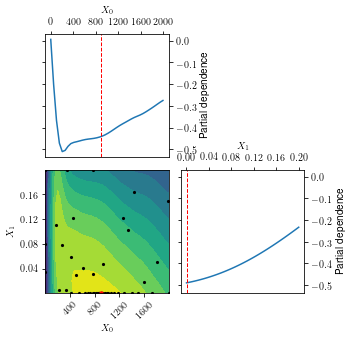 X₀
0 400 800 1200 1600 2000
0.0
−0.1
−0.2
−0.3
−0.4
−0.5
Partial dependence
X₁
0.00 0.04 0.08 0.12 0.16 0.20
0.16
0.12
0.08
0.04
X₁
400 800 1200 1600
X₀
0.0
−0.1
−0.2
−0.3
−0.4
−0.5
Partial dependence